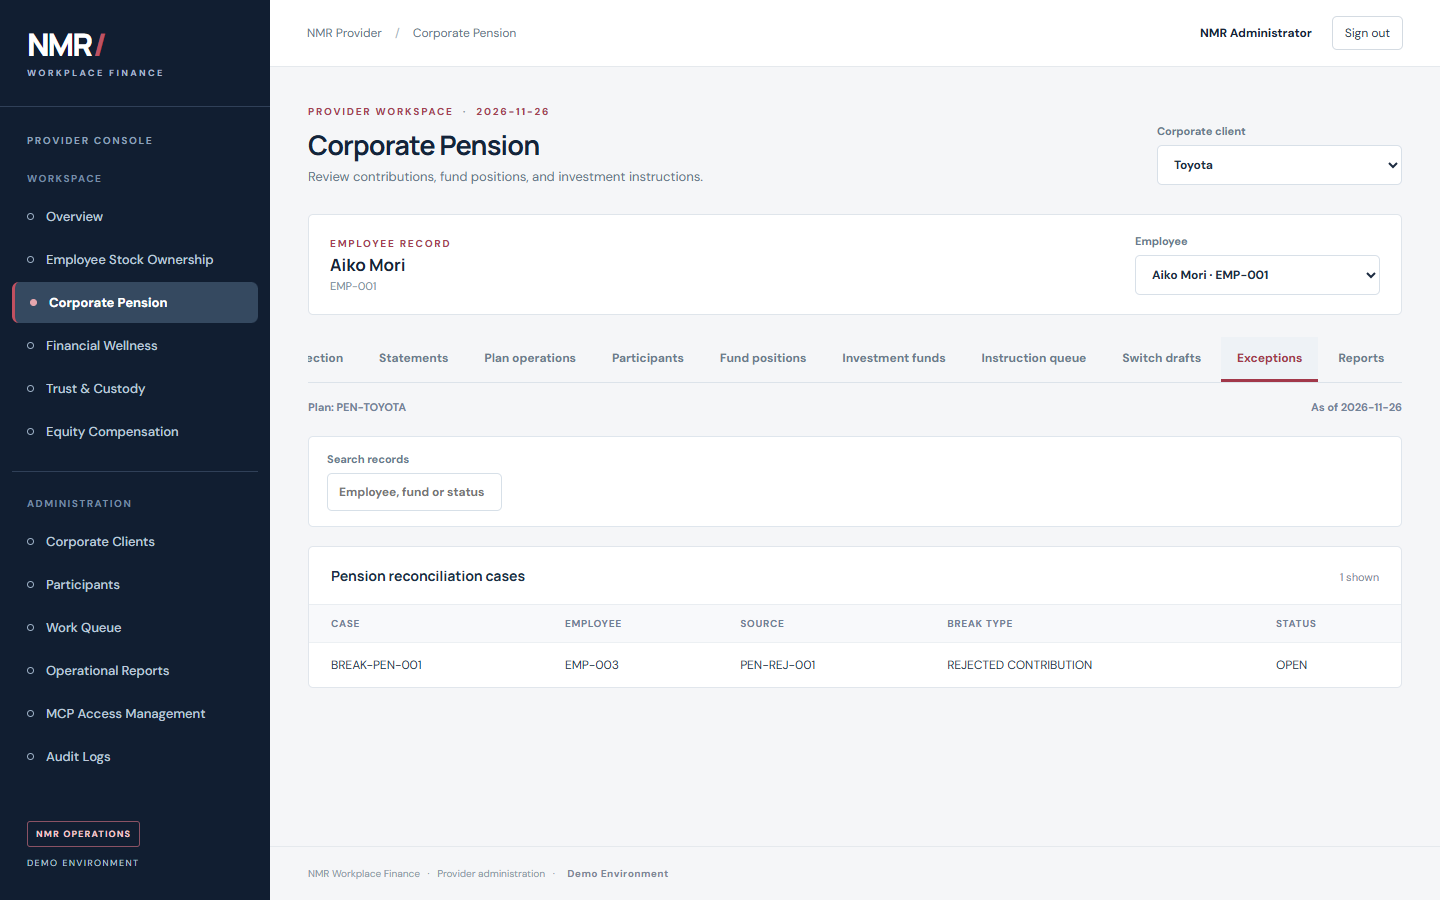 NMR/
WORKPLACE FINANCE
PROVIDER CONSOLE
WORKSPACE
Overview
Employee Stock Ownership
Corporate Pension
Financial Wellness
Trust & Custody
Equity Compensation
ADMINISTRATION
Corporate Clients
Participants
Work Queue
Operational Reports
MCP Access Management
Audit Logs
NMR OPERATIONS
DEMO ENVIRONMENT
NMR Provider / Corporate Pension
NMR Administrator
Sign out
PROVIDER WORKSPACE · 2026-11-26
Corporate Pension
Review contributions, fund positions, and investment instructions.
Corporate client
Toyota
EMPLOYEE RECORD
Aiko Mori
EMP-001
Employee
Aiko Mori · EMP-001
ection Statements Plan operations Participants Fund positions Investment funds Instruction queue Switch drafts Exceptions Reports
Plan: PEN-TOYOTA
As of 2026-11-26
Search records
Employee, fund or status
Pension reconciliation cases
1 shown
CASE EMPLOYEE SOURCE BREAK TYPE STATUS
BREAK-PEN-001 EMP-003 PEN-REJ-001 REJECTED CONTRIBUTION OPEN
NMR Workplace Finance · Provider administration · Demo Environment